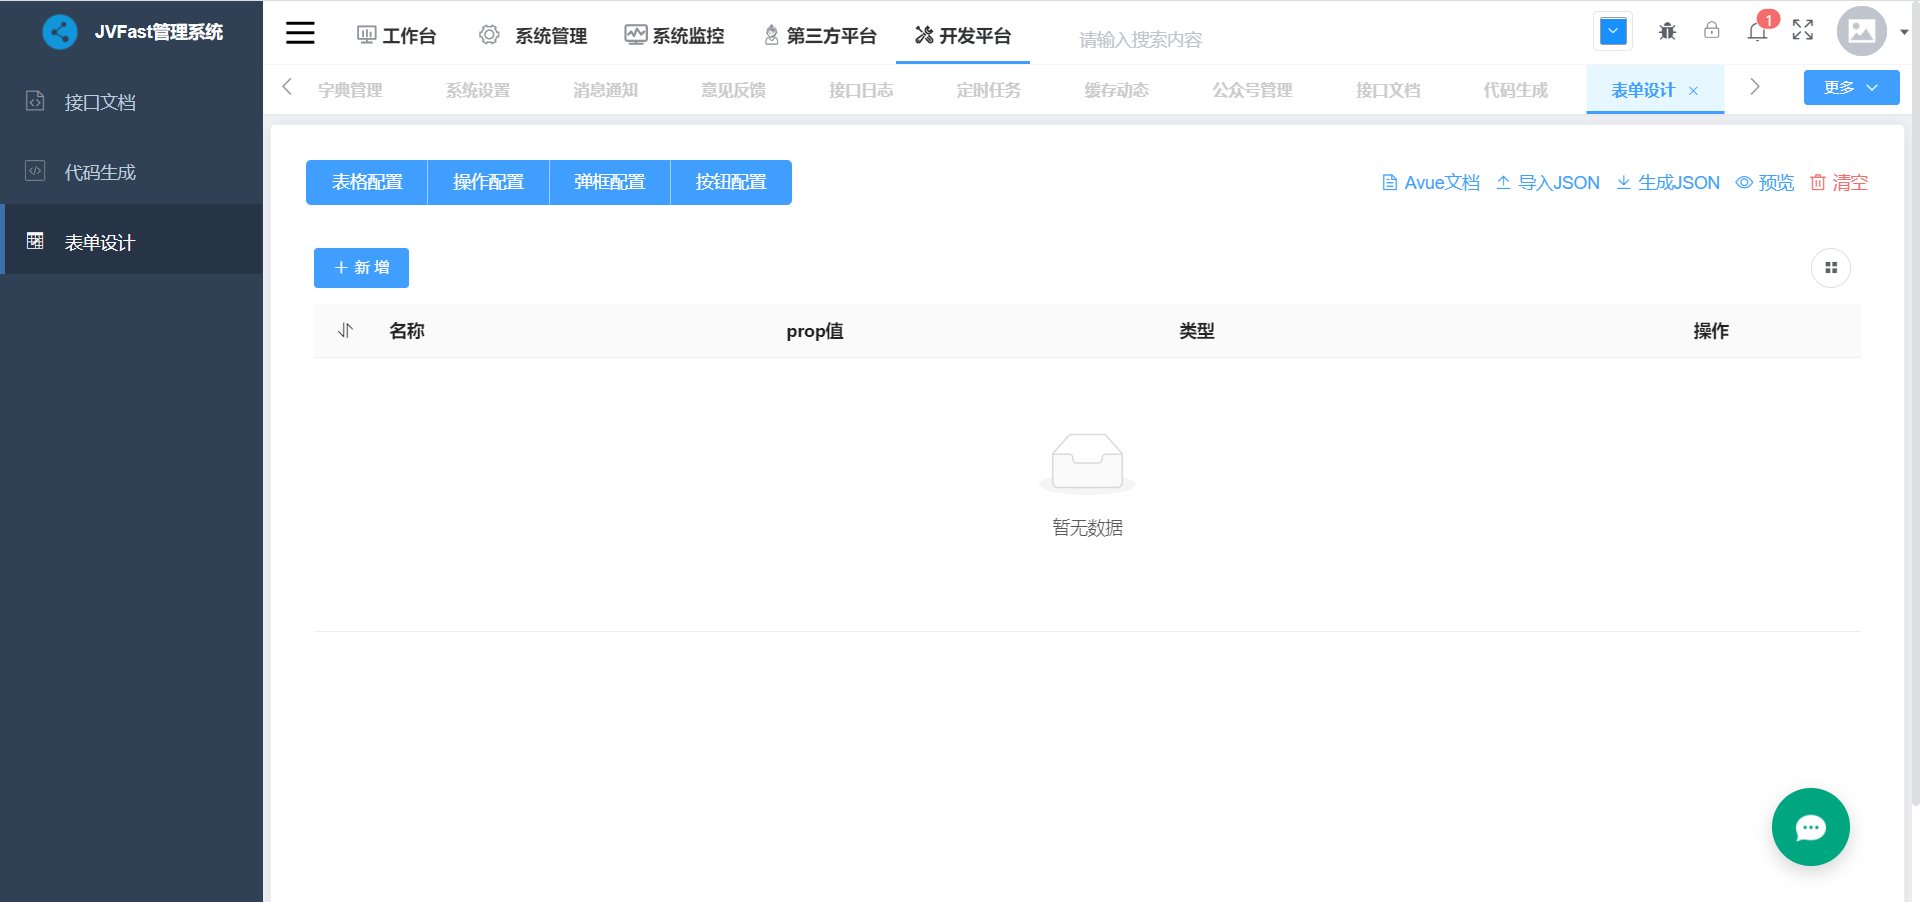 JVFast管理系统
工作台 系统管理 系统监控 第三方平台 开发平台 请输入搜索内容 1
字典管理 系统设置 消息通知 意见反馈 接口日志 定时任务 缓存动态 公众号管理 接口文档 代码生成 表单设计 更多
接口文档
代码生成
表单设计
表格配置 操作配置 弹框配置 按钮配置 Avue文档 导入JSON 生成JSON 预览 清空
新 增
名称 prop值 类型 操作
暂无数据